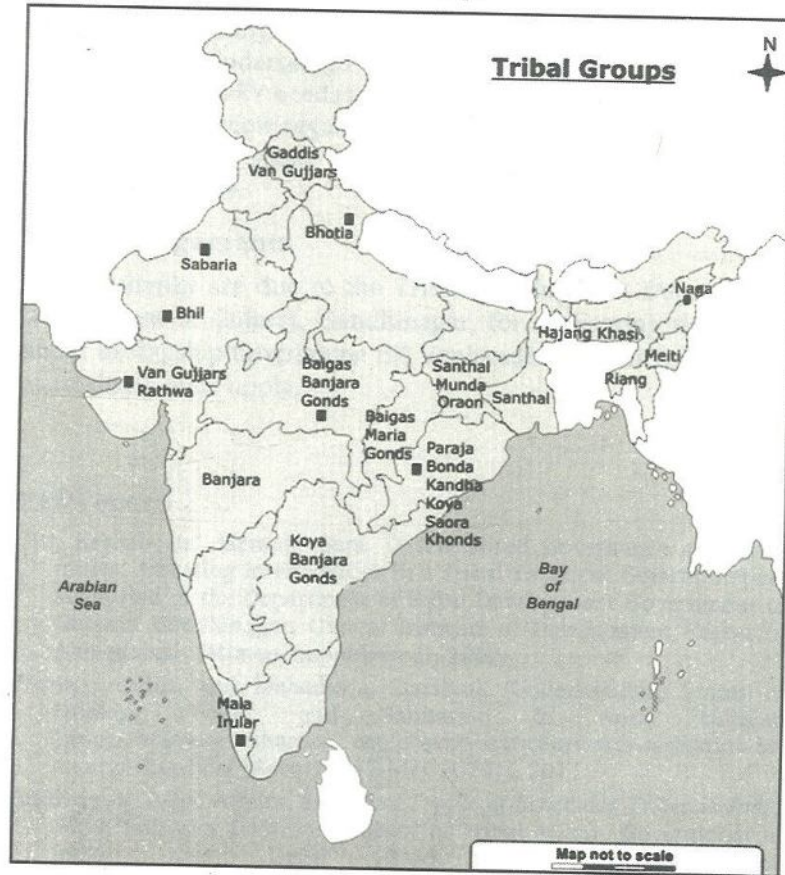 Tribal Groups
N
Gaddis
Van Gujjars
Bhotia
Sabaria
Naga
Bhil
Hajang Khasi
Meiti
Van Gujjars
Rathwa
Baigas
Banjara
Gonds
Santhal
Munda
Oraon
Riang
Santhal
Baigas
Maria
Gonds
Paraja
Bonda
Kandha
Koya
Saora
Khonds
Banjara
Koya
Banjara
Gonds
Arabian
Sea
Bay
of
Bengal
Mala
Irular
Map not to scale